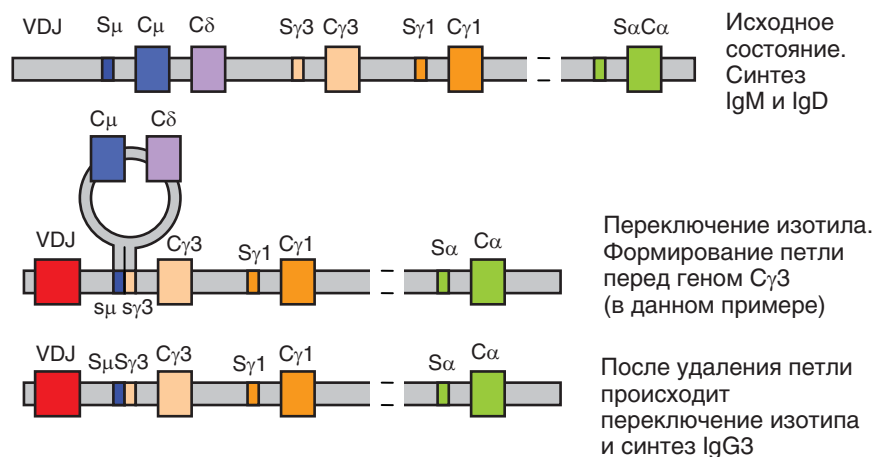 VDJ Sμ Cμ Cδ Sγ3 Cγ3 Sγ1 Cγ1 SαCα
Исходное
состояние.
Синтез
IgM и IgD
Cμ Cδ
VDJ Cγ3 Sγ1 Cγ1 Sα Cα
sμ sγ3
Переключение изотила.
Формирование петли
перед геном Cγ3
(в данном примере)
VDJ SμSγ3 Cγ3 Sγ1 Cγ1 Sα Cα
После удаления петли
происходит
переключение изотипа
и синтез IgG3